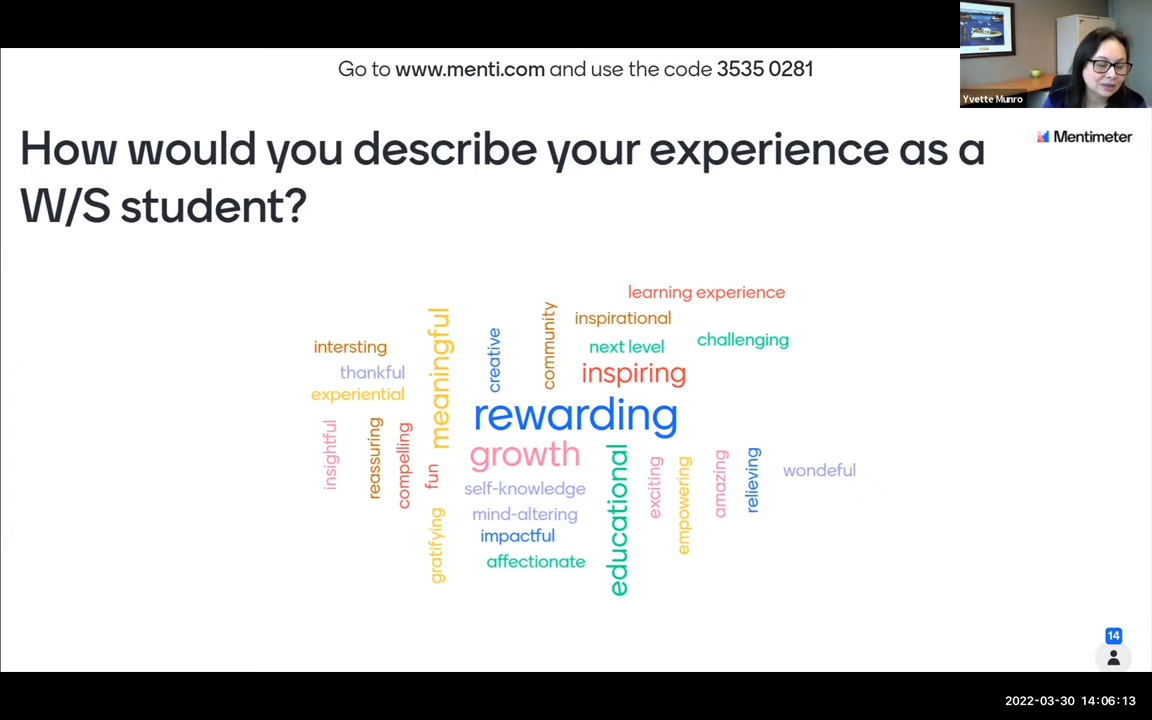 Go to www.menti.com and use the code 3535 0281
Yvette Munro
Mentimeter
How would you describe your experience as a
W/S student?
learning experience
inspirational
challenging
next level
inspiring
community
creative
meaningful
intersting
thankful
experiential
rewarding
growth
insightful
reassuring
compelling
fun
self-knowledge
mind-altering
impactful
affectionate
gratifying
educational
exciting
empowering
amazing
relieving
wondeful
14
2022-03-30 14:06:13